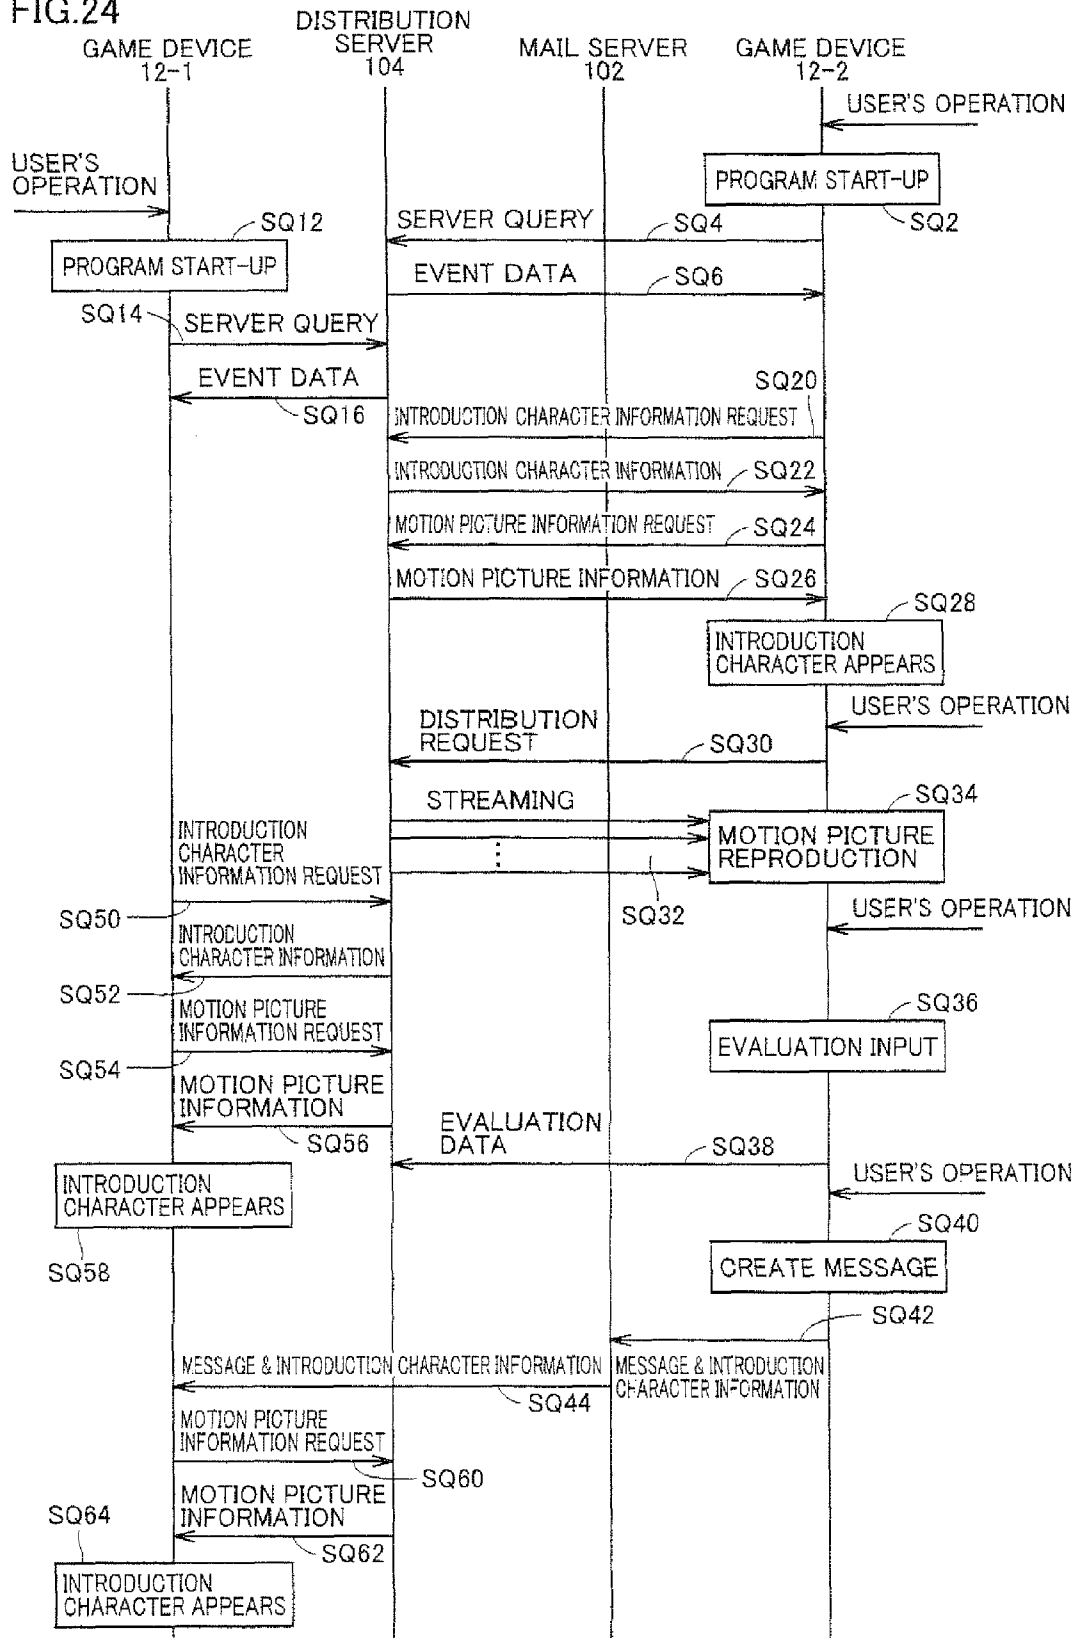 FIG.24
DISTRIBUTION
SERVER
104
GAME DEVICE
12-1
MAIL SERVER
102
GAME DEVICE
12-2
USER'S OPERATION
USER'S
OPERATION
PROGRAM START-UP
SQ2
SQ12
PROGRAM START-UP
SERVER QUERY
SQ4
EVENT DATA
SQ6
SQ14
SERVER QUERY
EVENT DATA
SQ16
SQ20
INTRODUCTION CHARACTER INFORMATION REQUEST
INTRODUCTION CHARACTER INFORMATION
SQ22
MOTION PICTURE INFORMATION REQUEST
SQ24
MOTION PICTURE INFORMATION
SQ26
SQ28
INTRODUCTION
CHARACTER APPEARS
USER'S OPERATION
DISTRIBUTION
REQUEST
SQ30
STREAMING
SQ34
MOTION PICTURE
REPRODUCTION
SQ32
INTRODUCTION
CHARACTER
INFORMATION REQUEST
SQ50
USER'S OPERATION
INTRODUCTION
CHARACTER INFORMATION
SQ52
MOTION PICTURE
INFORMATION REQUEST
SQ54
SQ36
EVALUATION INPUT
MOTION PICTURE
INFORMATION
SQ56
EVALUATION
DATA
SQ38
USER'S OPERATION
INTRODUCTION
CHARACTER APPEARS
SQ58
SQ40
CREATE MESSAGE
SQ42
MESSAGE & INTRODUCTION CHARACTER INFORMATION
SQ44
MESSAGE & INTRODUCTION
CHARACTER INFORMATION
MOTION PICTURE
INFORMATION REQUEST
SQ60
MOTION PICTURE
INFORMATION
SQ62
SQ64
INTRODUCTION
CHARACTER APPEARS